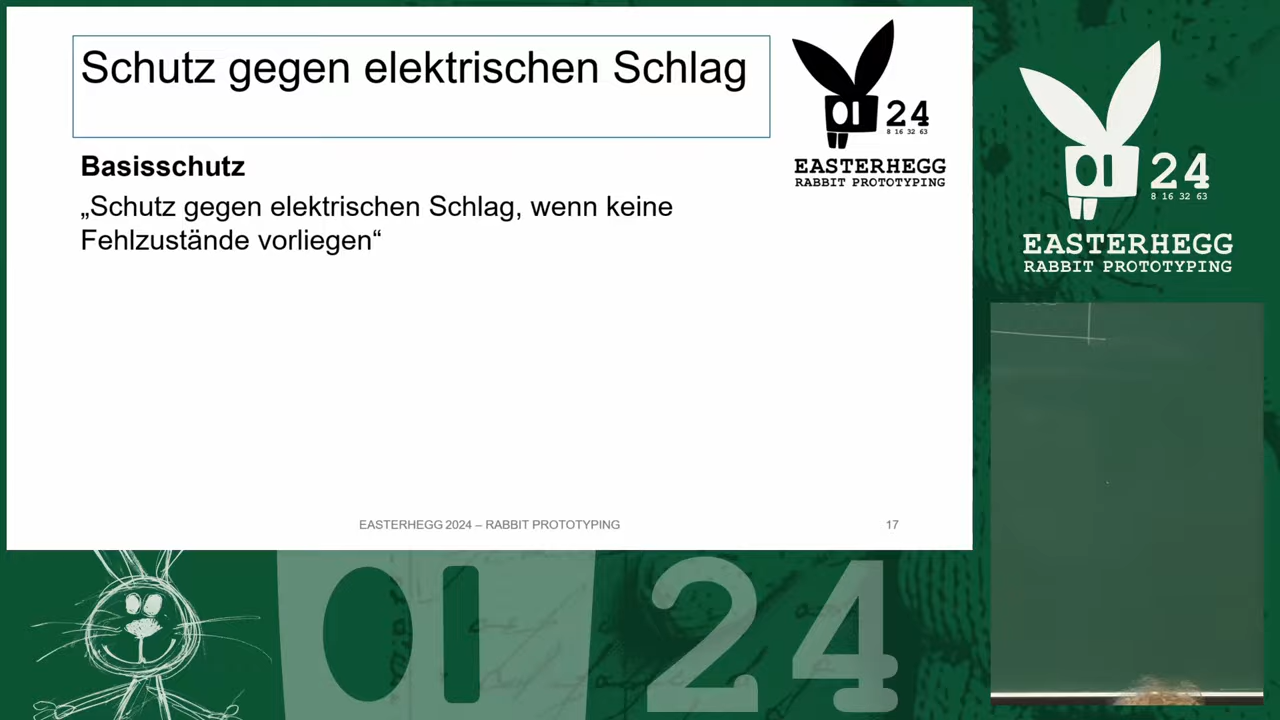 Schutz gegen elektrischen Schlag
24
8 16 32 63
EASTERHEGG
RABBIT PROTOTYPING
Basisschutz
„Schutz gegen elektrischen Schlag, wenn keine
Fehlzustände vorliegen“
EASTERHEGG 2024 – RABBIT PROTOTYPING
17
24
8 16 32 63
EASTERHEGG
RABBIT PROTOTYPING
24